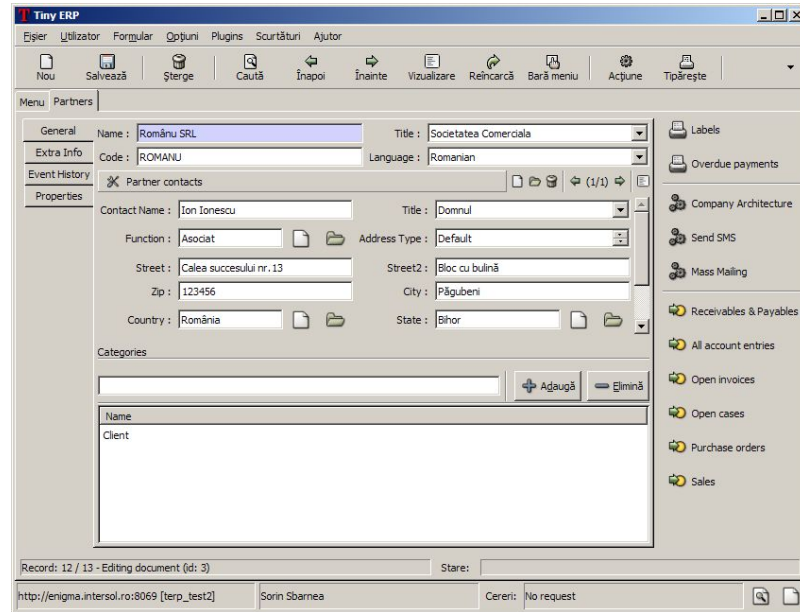 Tiny ERP
Fișier Utilizator Formular Opțiuni Plugins Scurtături Ajutor
Nou Salvează Șterge Caută Înapoi Înainte Vizualizare Reîncarcă Bară meniu Acțiune Tipărește
Menu Partners
General
Extra Info
Event History
Properties
Name : Românu SRL Title : Societatea Comerciala
Code : ROMANU Language : Romanian
Partner contacts (1/1)
Contact Name : Ion Ionescu Title : Domnul
Function : Asociat Address Type : Default
Street : Calea succesului nr.13 Street2 : Bloc cu bulină
Zip : 123456 City : Păgubeni
Country : România State : Bihor
Categories
Adaugă Elimină
Name
Client
Labels
Overdue payments
Company Architecture
Send SMS
Mass Mailing
Receivables & Payables
All account entries
Open invoices
Open cases
Purchase orders
Sales
Record: 12 / 13 - Editing document (id: 3) Stare:
http://enigma.intersol.ro:8069 [terp_test2] Sorin Sbarnea Cereri: No request